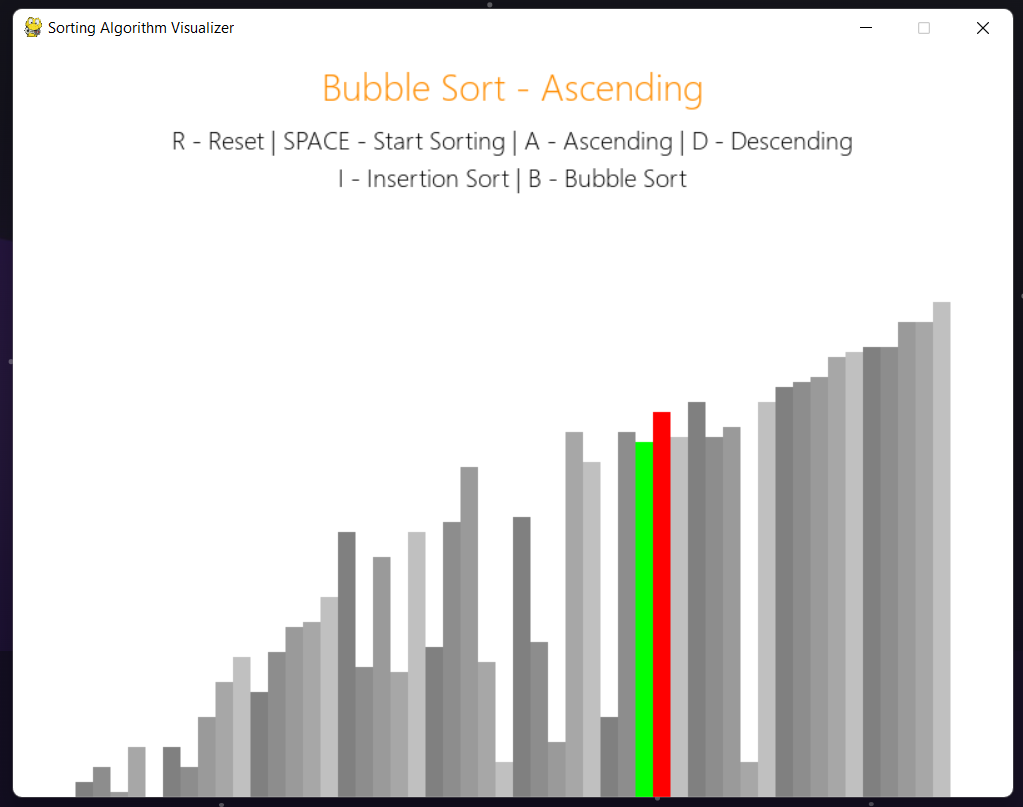 Sorting Algorithm Visualizer
Bubble Sort - Ascending
R - Reset | SPACE - Start Sorting | A - Ascending | D - Descending
I - Insertion Sort | B - Bubble Sort